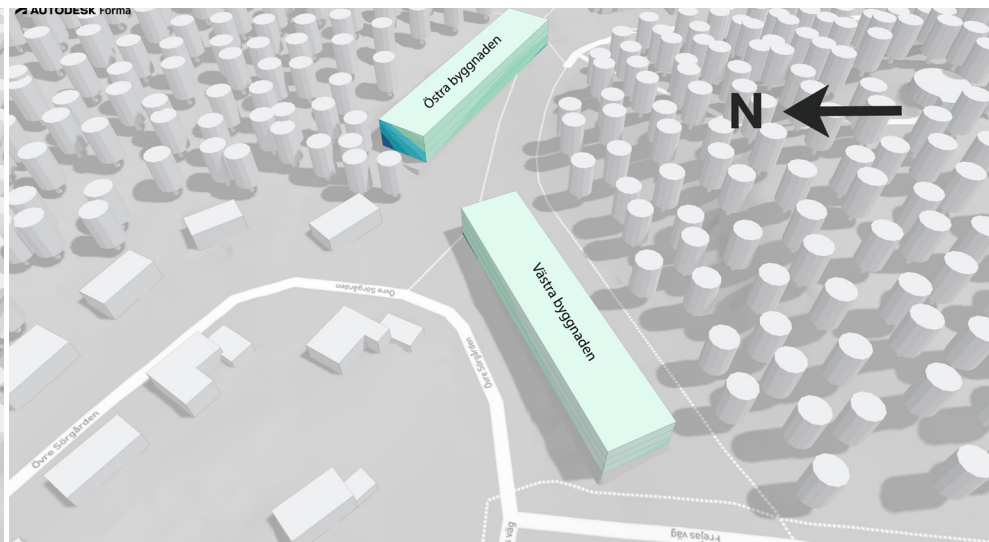 AUTODESK Forma
Östra byggnaden
N
Västra byggnaden
Övre Sörgården
Övre Sörgården
Övre Sörgården
s väg
Frejas väg